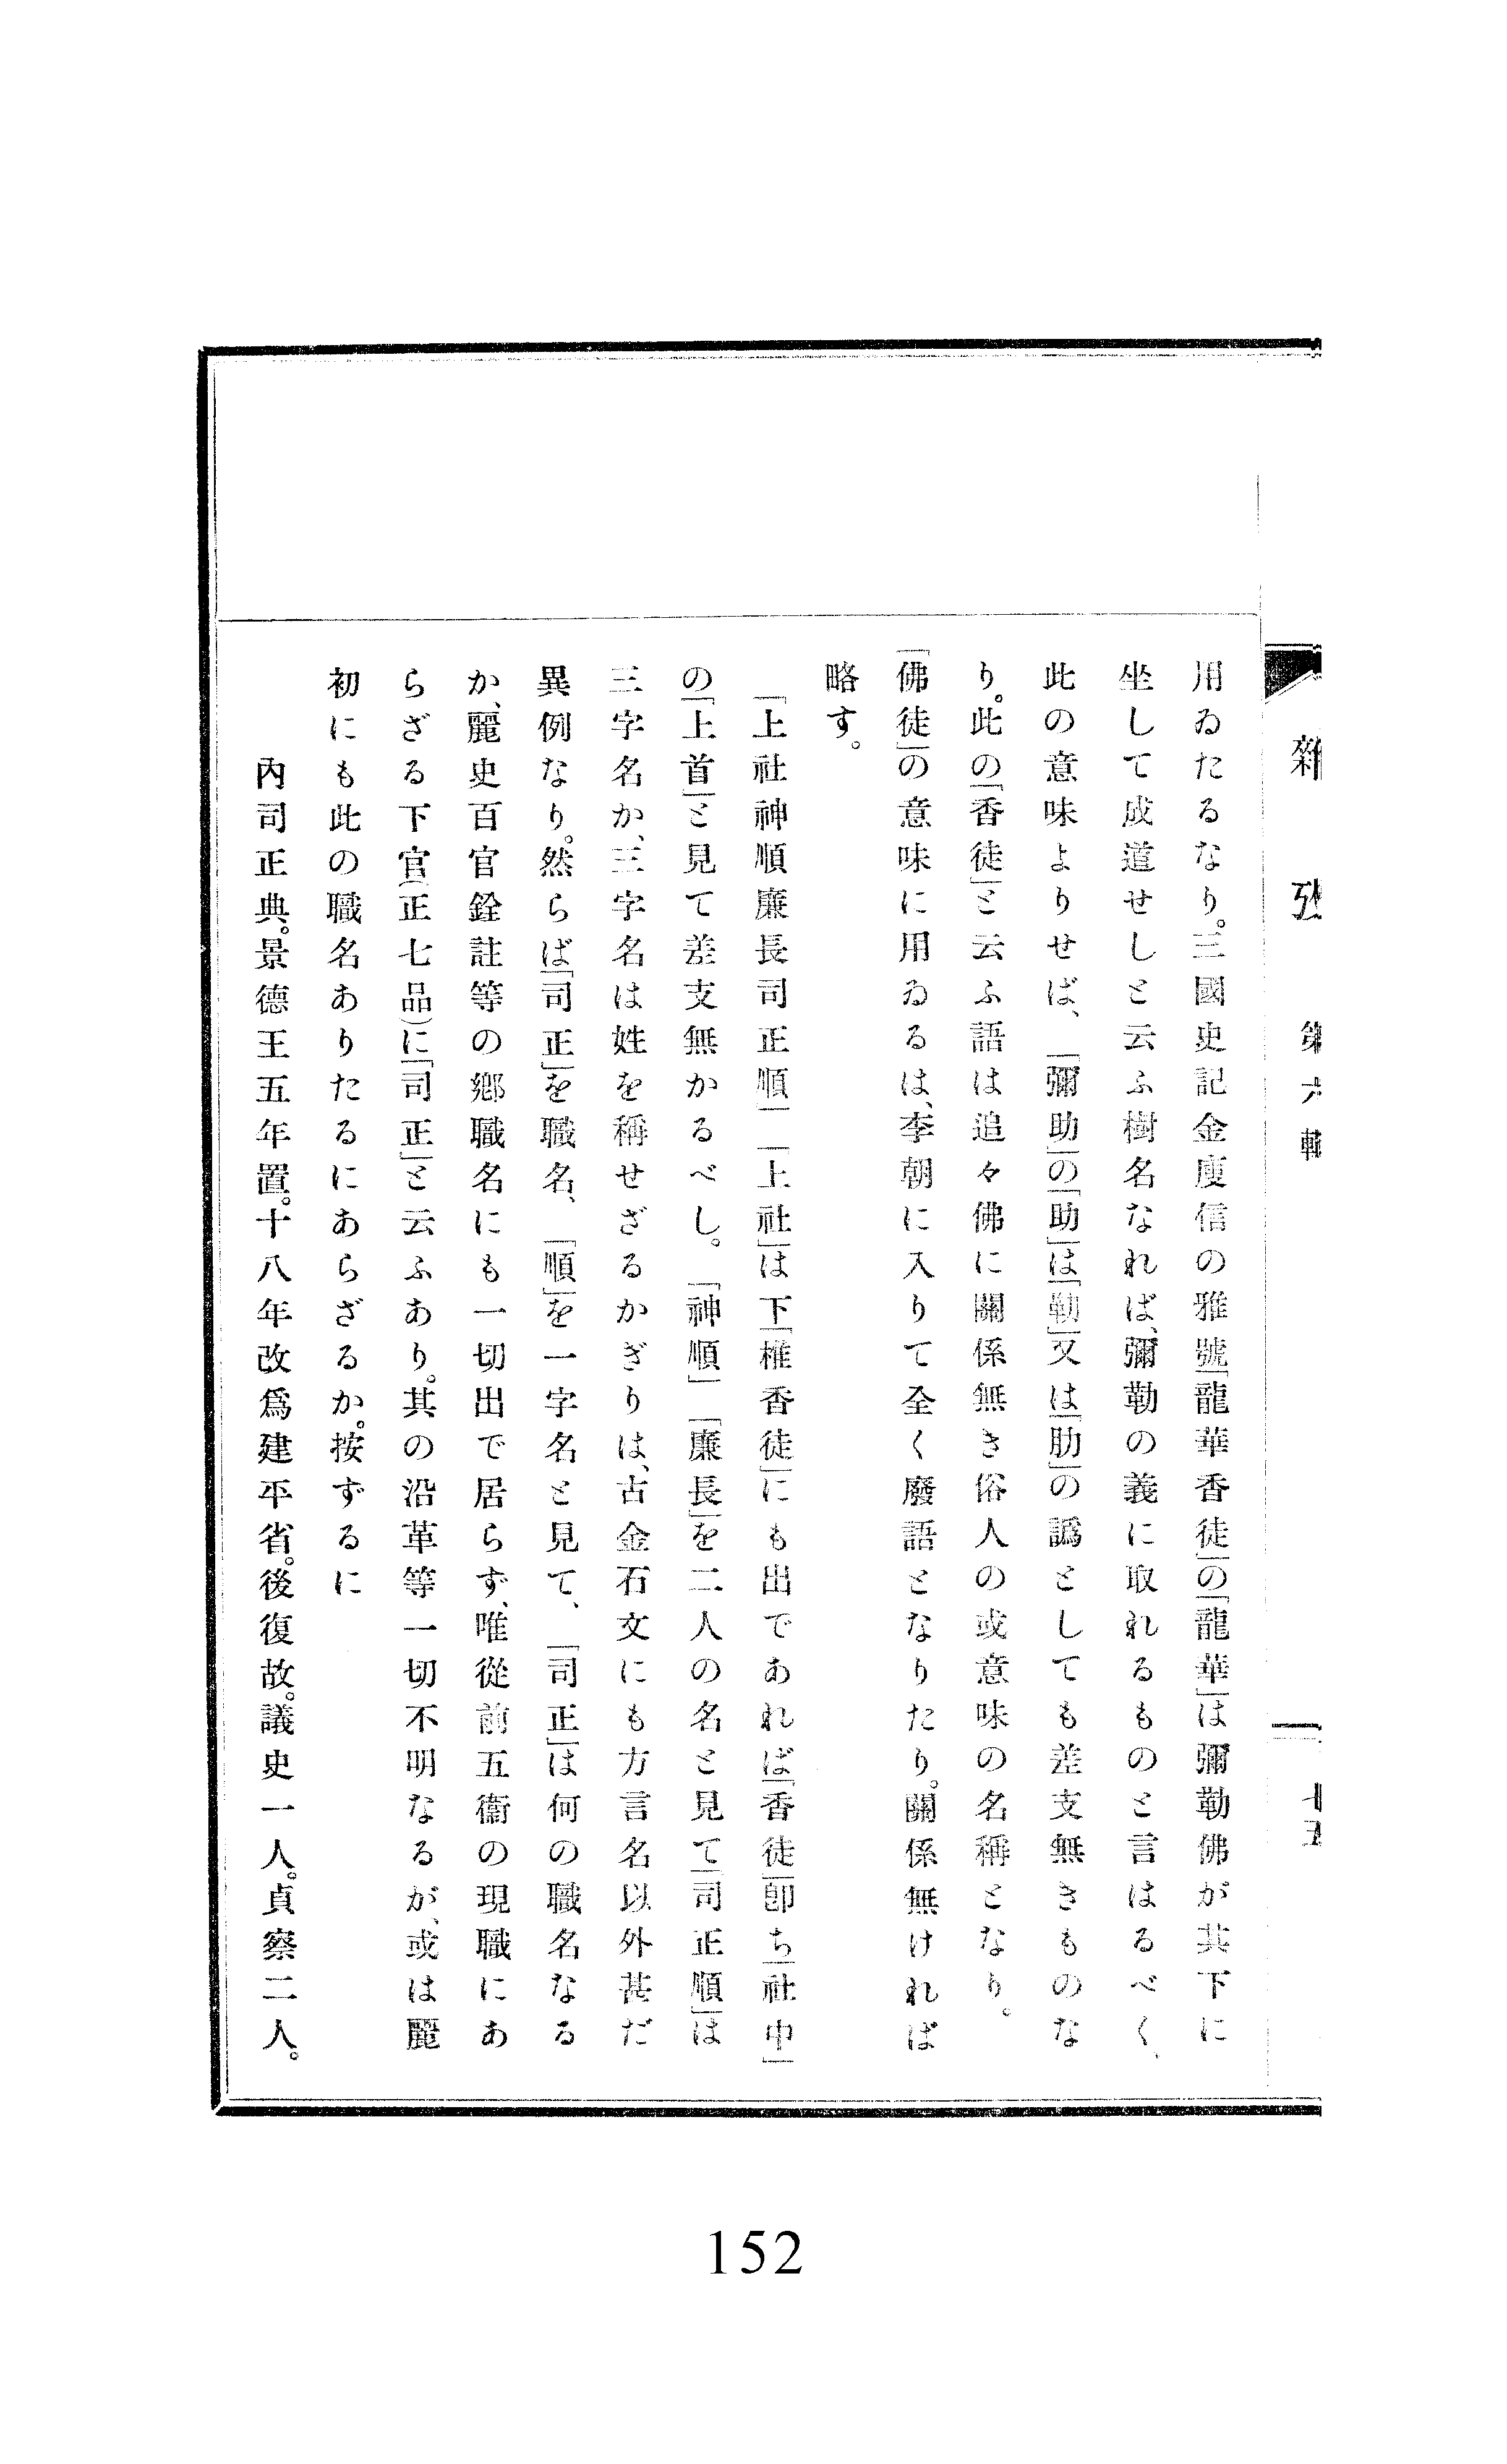 雜攷 第六輯 七五
用ゐたるなり。三國史記金庾信の雅號「龍華香徒」の「龍華」は彌勒佛が其下に
坐して成道せしと云ふ樹名なれば、彌勒の義に取れるものと言はるべく、
此の意味よりせば、「彌助」の「助」は「勒」又は「肋」の譌としても差支無きものな
り。此の「香徒」と云ふ語は追々佛に關係無き俗人の或意味の名稱となり。
「佛徒」の意味に用ゐるは、李朝に入りて全く廢語となりたり。關係無ければ
略す。
「上社神順廉長司正順」「上社」は下「椎香徒」にも出であれば「香徒」卽ち「社中」
の「上首」と見て差支無かるべし。「神順」「廉長」を二人の名と見て「司正順」は
三字名か、三字名は姓を稱せざるかぎりは、古金石文にも方言名以外甚だ
異例なり。然らば「司正」を職名、「順」を一字名と見て、「司正」は何の職名なる
か、麗史百官銓註等の鄕職名にも一切出で居らず、唯從前五衞の現職にあ
らざる下官(正七品)に「司正」と云ふあり。其の沿革等一切不明なるが、或は麗
初にも此の職名ありたるにあらざるか。按ずるに
內司正典。景德王五年置。十八年改爲建平省。後復故。議史一人。貞察二人。
152